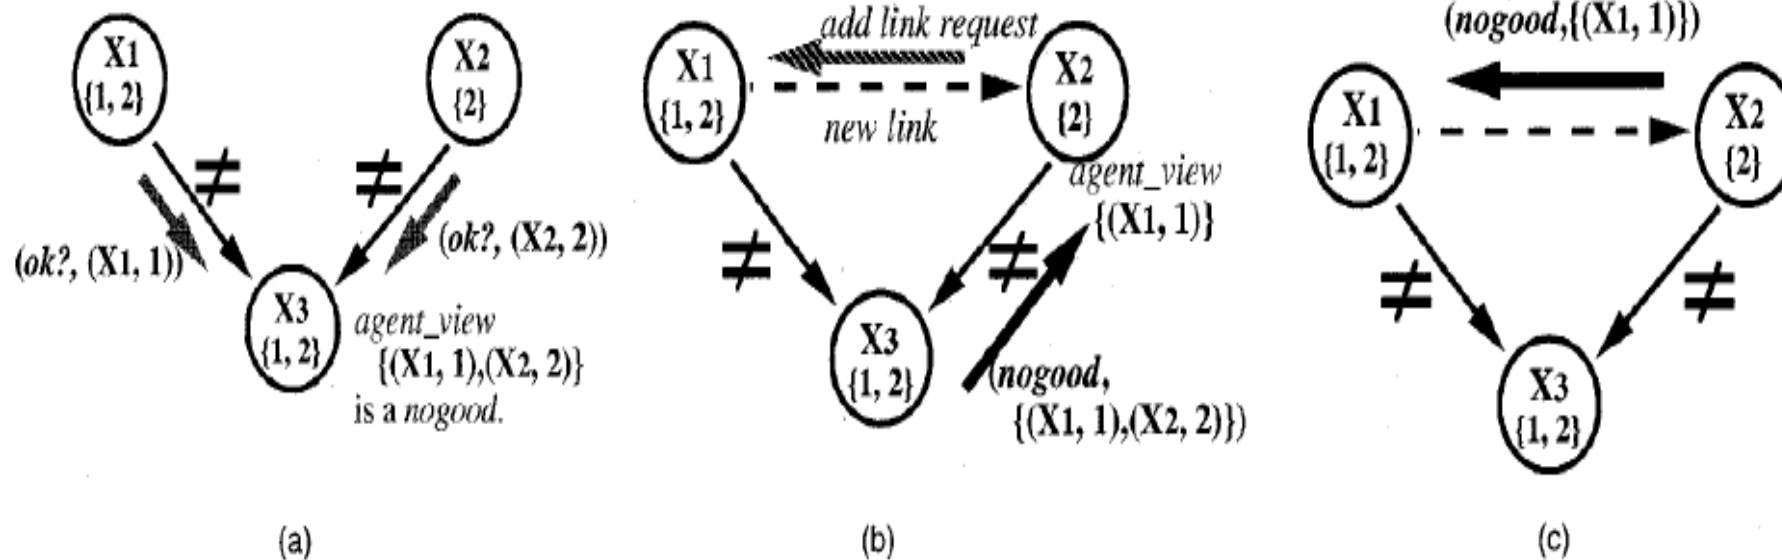 X1
{1, 2}
X2
{2}
≠
≠
(ok?, (X1, 1))
(ok?, (X2, 2))
X3
{1, 2}
agent_view
{(X1, 1),(X2, 2)}
is a nogood.
(a)
add link request
X1
{1, 2}
X2
{2}
new link
agent_view
{(X1, 1)}
≠
≠
X3
{1, 2}
(nogood,
{(X1, 1),(X2, 2)})
(b)
(nogood,{(X1, 1)})
X1
{1, 2}
X2
{2}
≠
≠
X3
{1, 2}
(c)